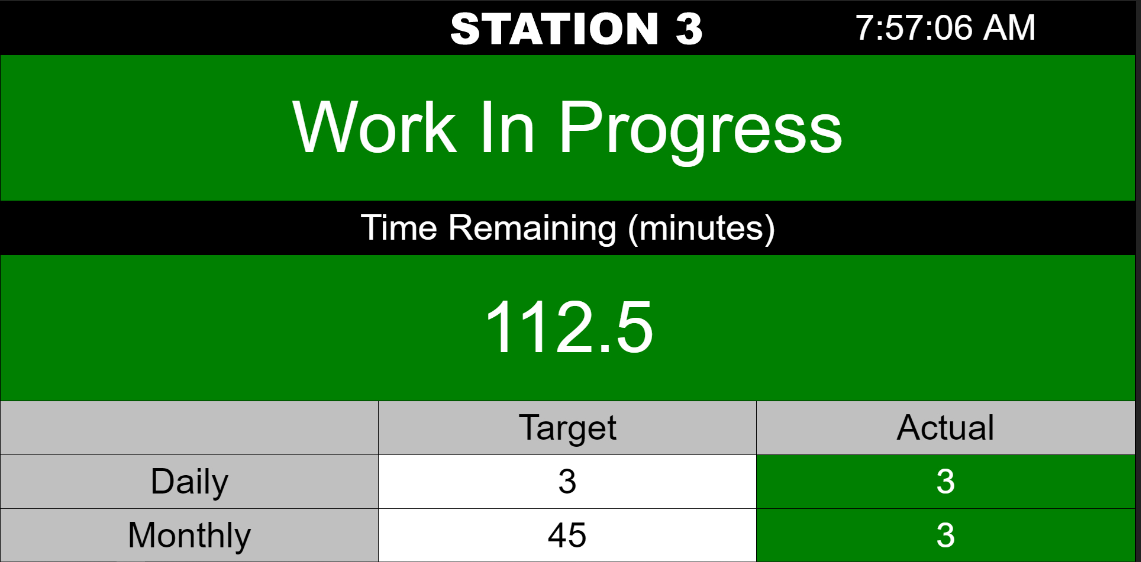 STATION 3 7:57:06 AM
Work In Progress
Time Remaining (minutes)
112.5
Target Actual
Daily 3 3
Monthly 45 3